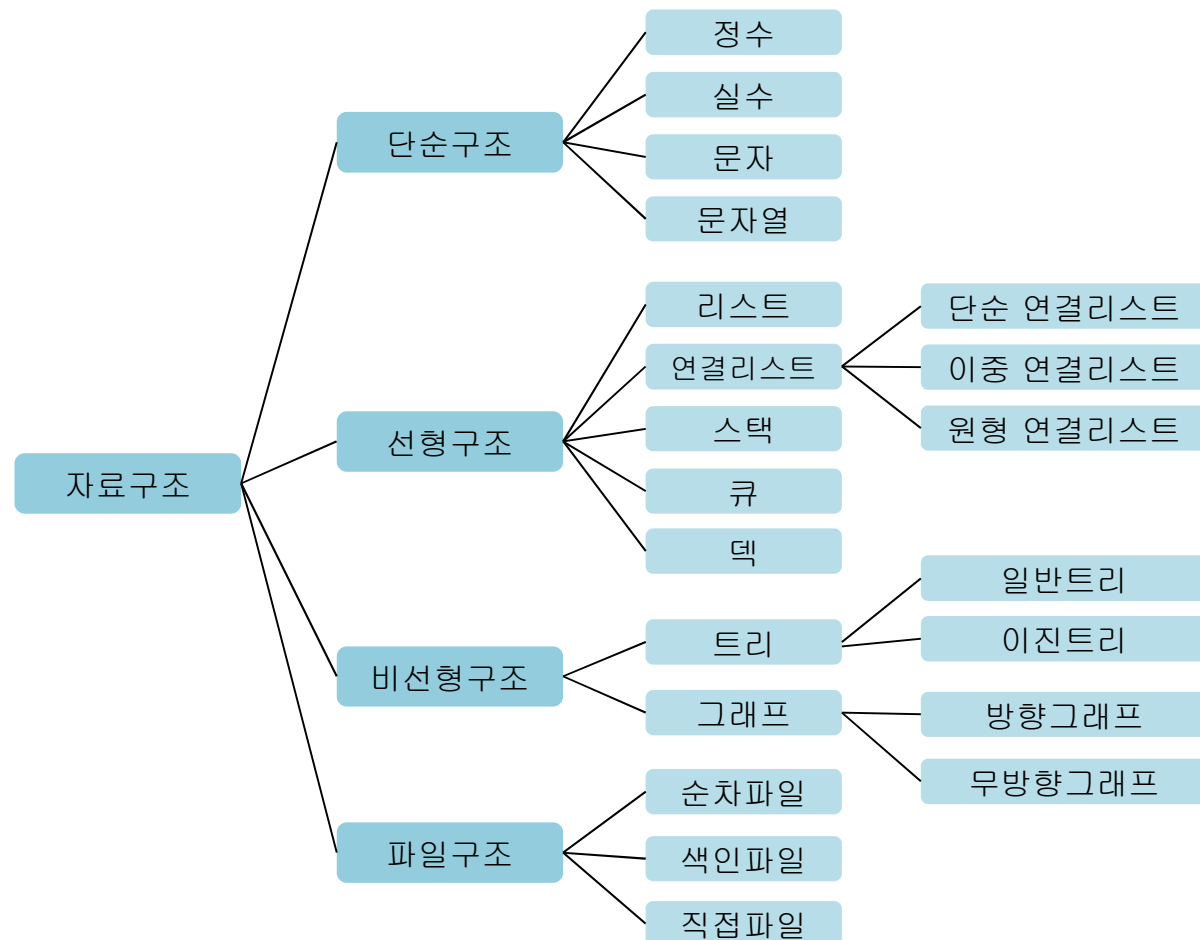 자료구조
단순구조
정수
실수
문자
문자열
선형구조
리스트
연결리스트
단순 연결리스트
이중 연결리스트
원형 연결리스트
스택
큐
덱
비선형구조
트리
일반트리
이진트리
그래프
방향그래프
무방향그래프
파일구조
순차파일
색인파일
직접파일